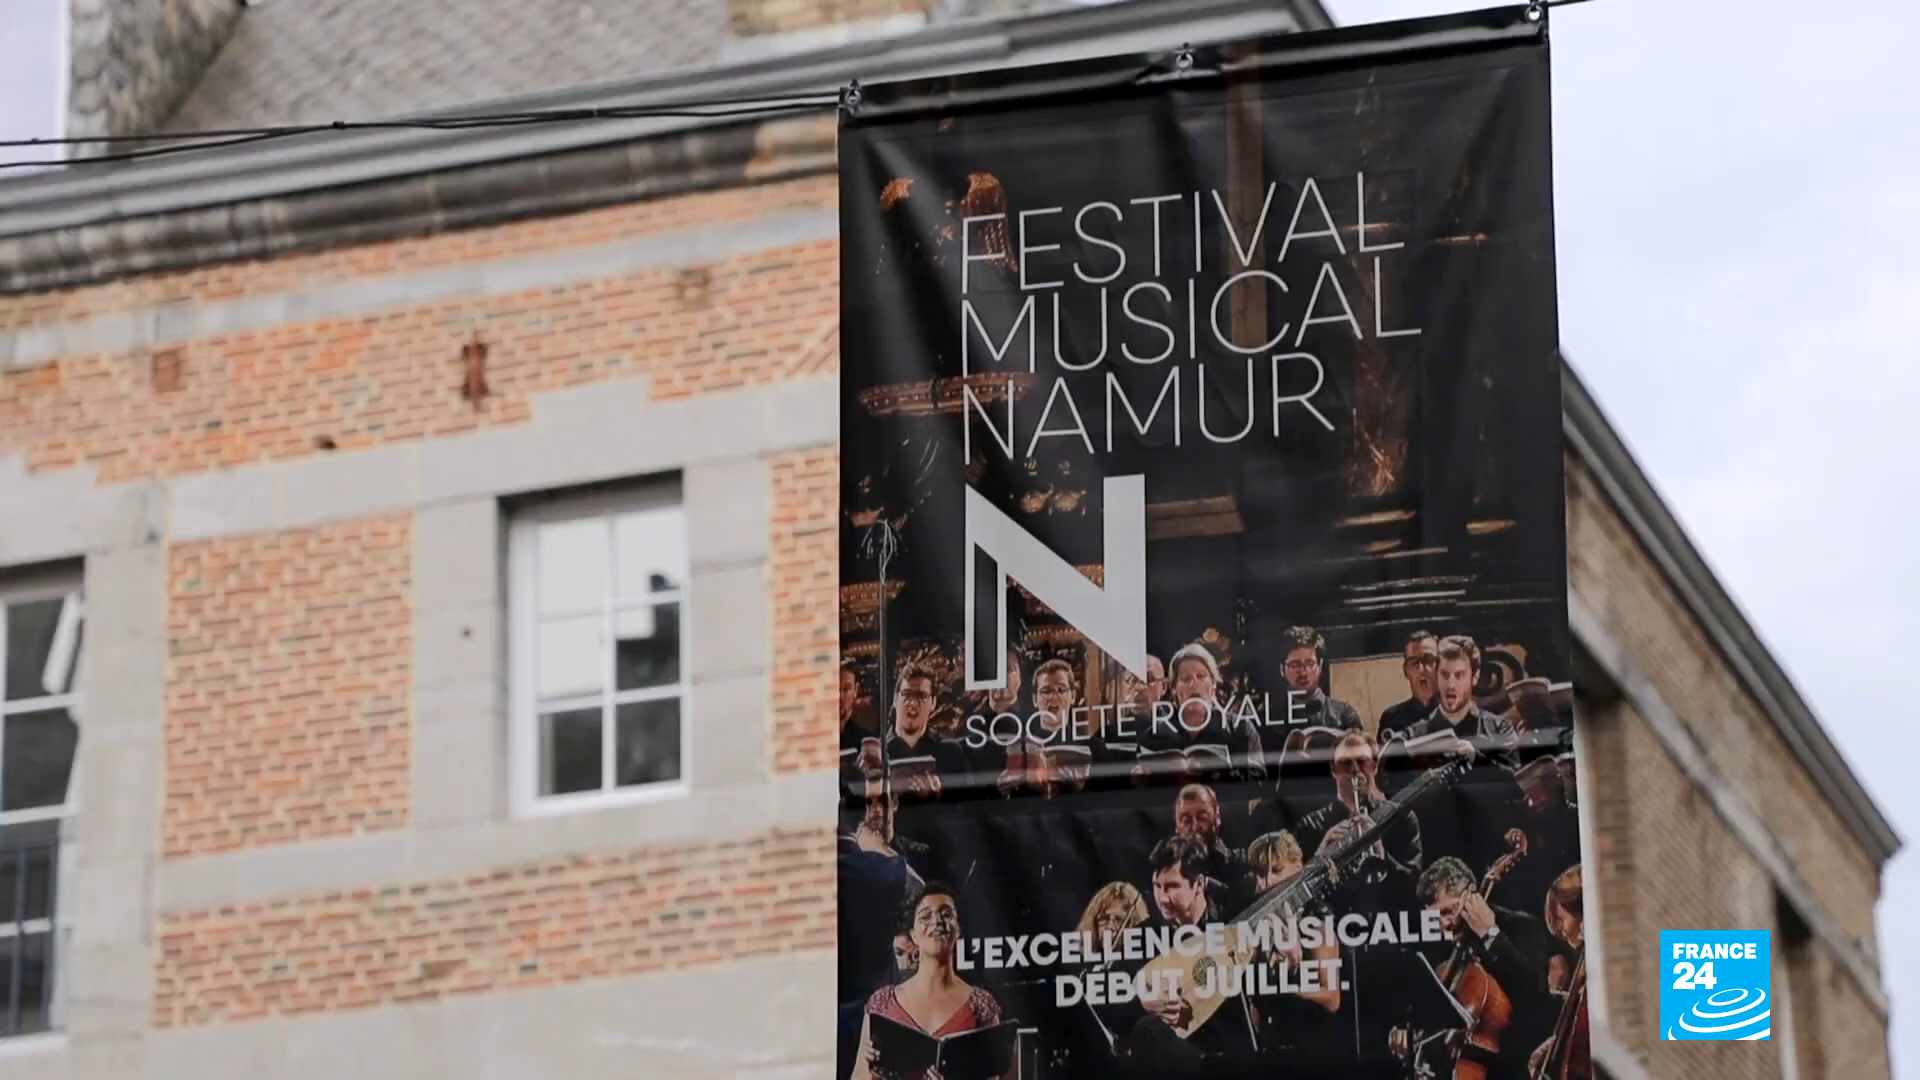 FESTIVAL
MUSICAL
NAMUR
N
SOCIÉTÉ ROYALE
L'EXCELLENCE MUSICALE.
DÉBUT JUILLET.
FRANCE
24